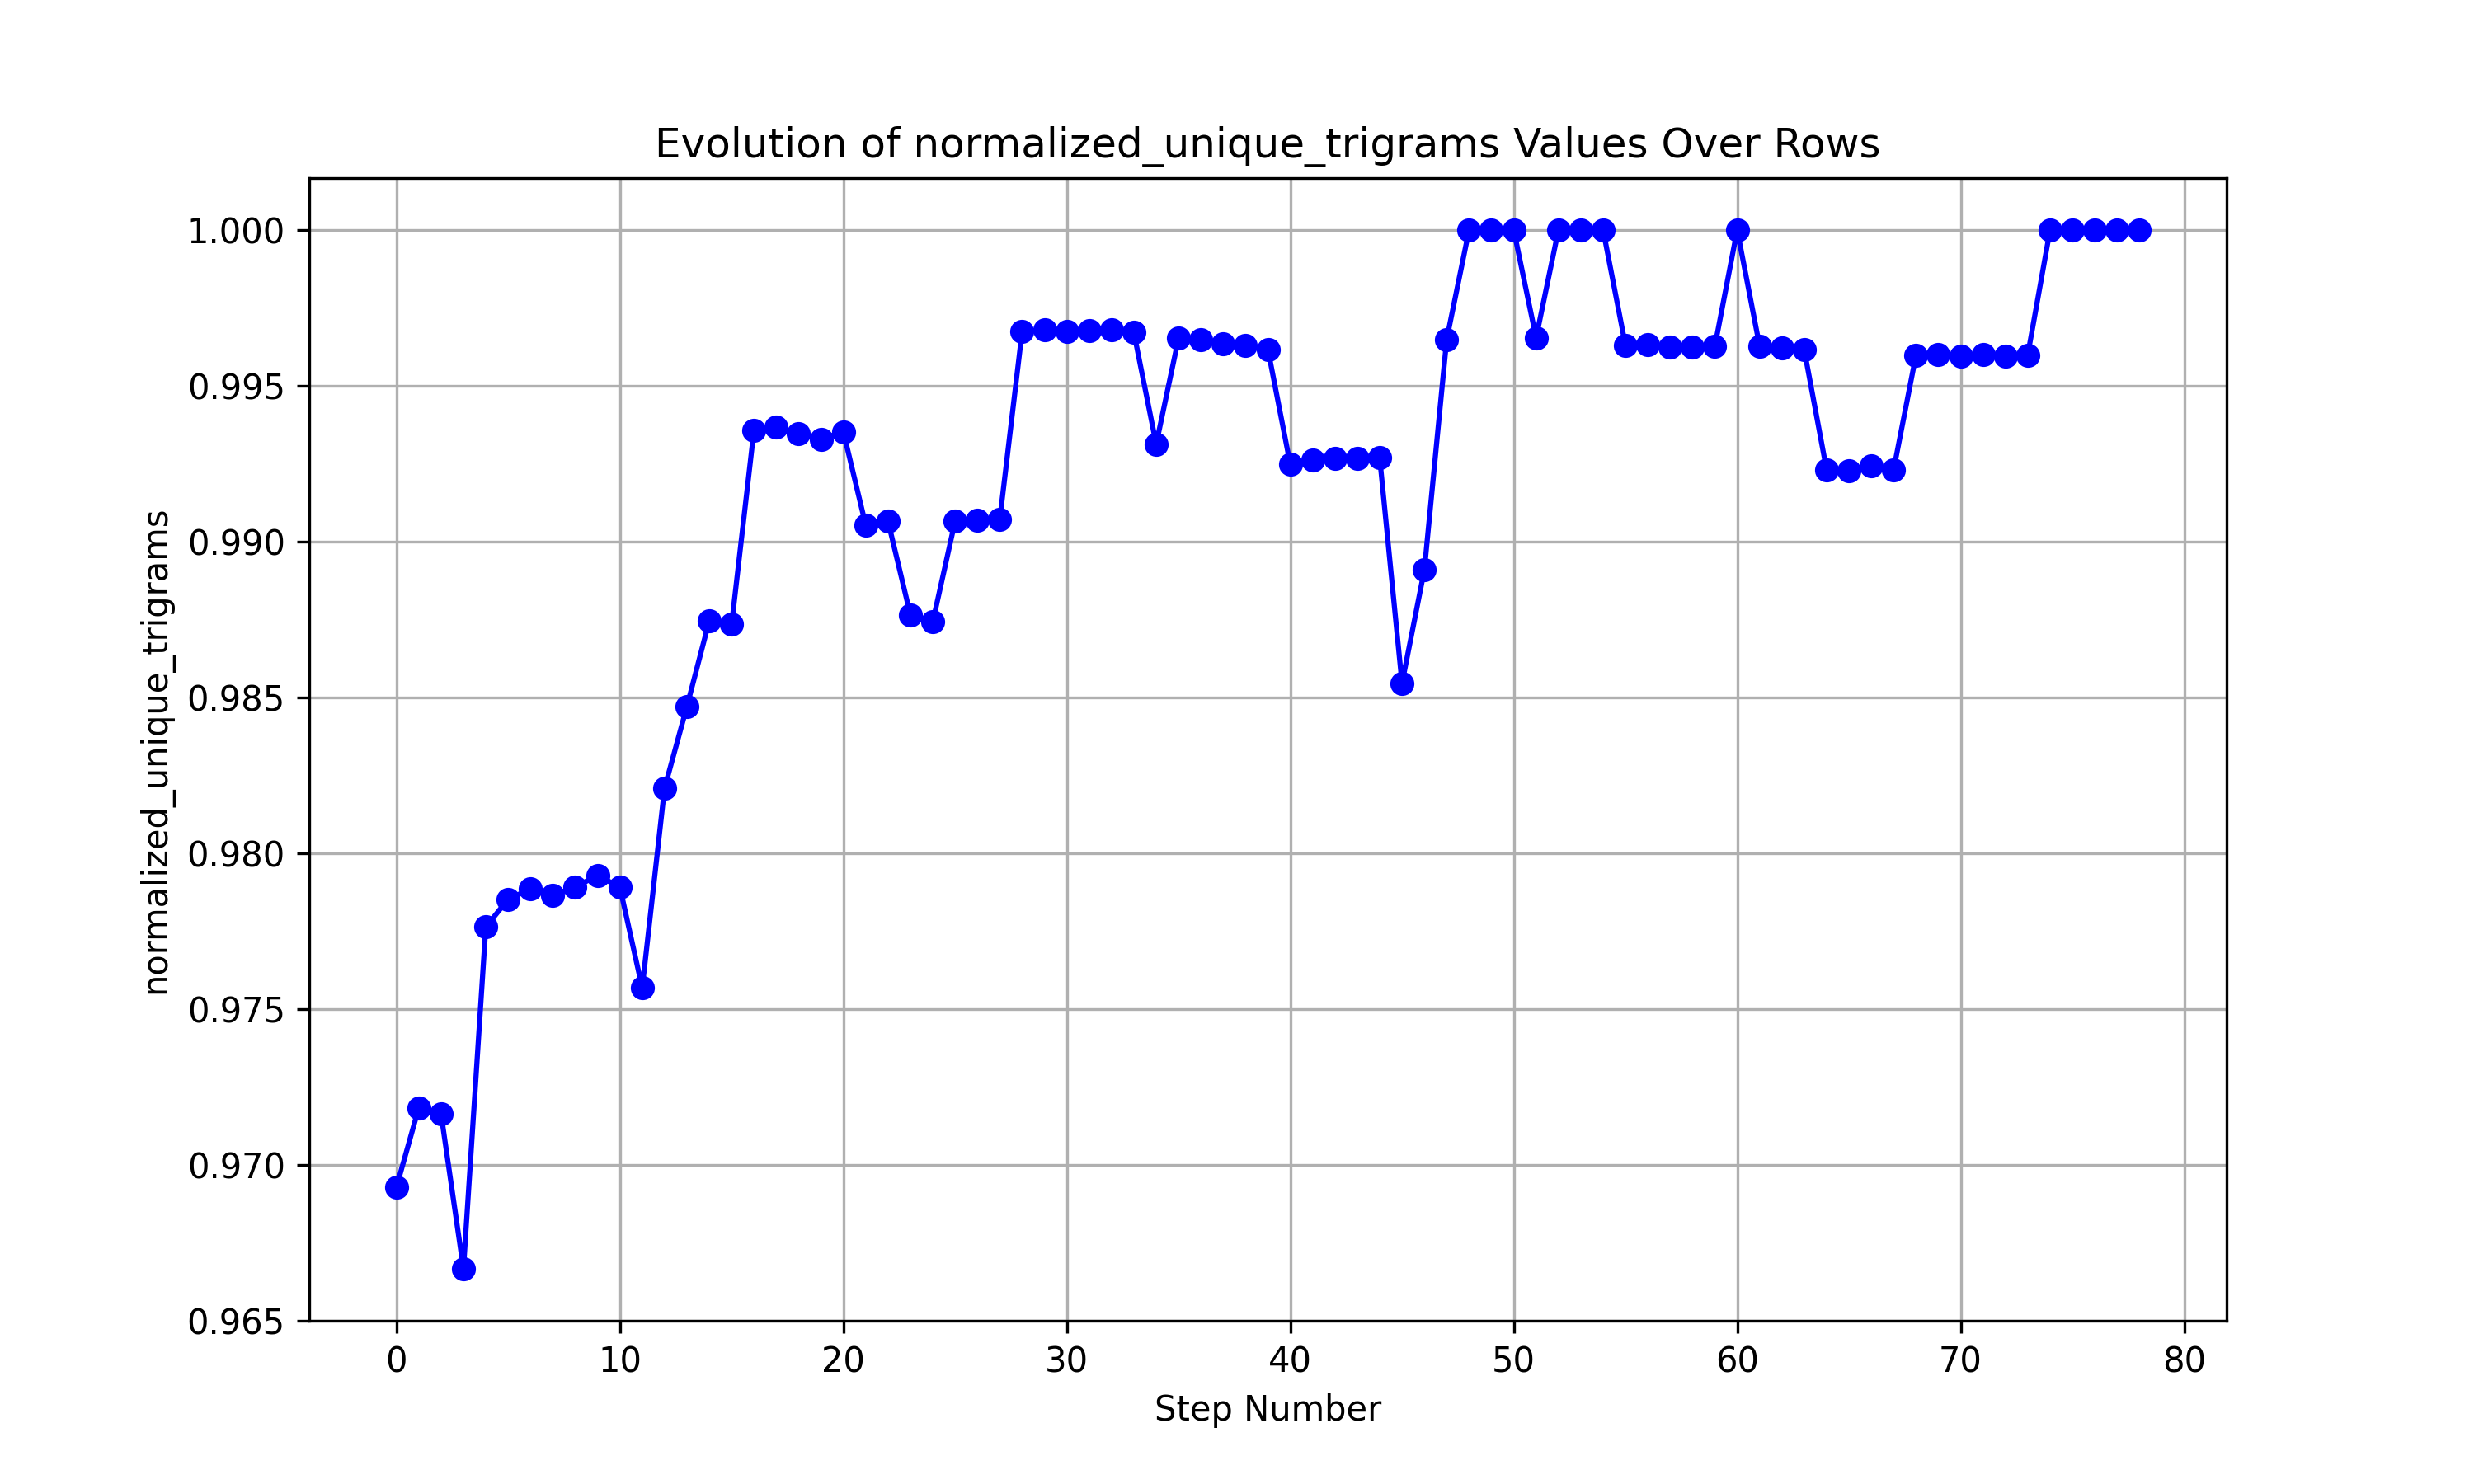 Evolution of normalized_unique_trigrams Values Over Rows
normalized_unique_trigrams
1.000
0.995
0.990
0.985
0.980
0.975
0.970
0.965
0 10 20 30 40 50 60 70 80
Step Number